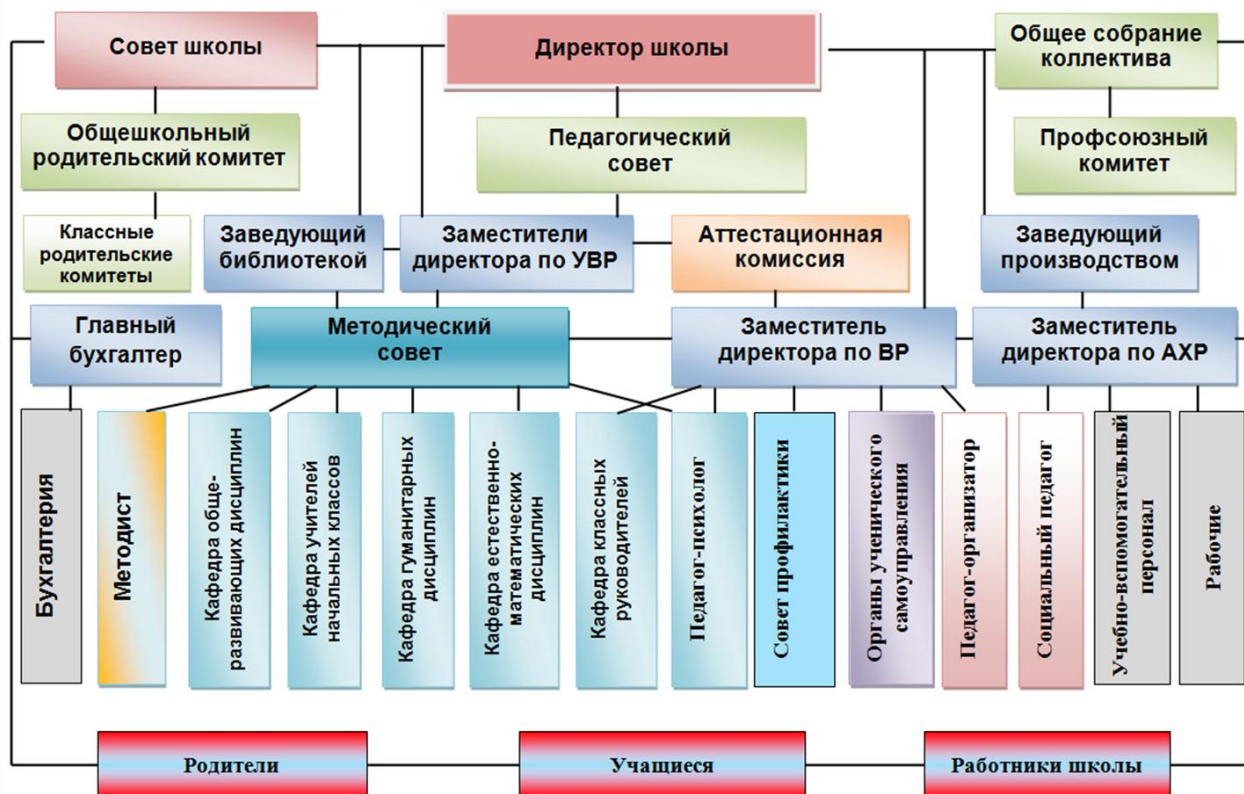 Совет школы
Директор школы
Общее собрание
коллектива
Общешкольный
родительский комитет
Педагогический
совет
Профсоюзный
комитет
Классные
родительские
комитеты
Заведующий
библиотекой
Заместители
директора по УВР
Аттестационная
комиссия
Заведующий
производством
Главный
бухгалтер
Методический
совет
Заместитель
директора по ВР
Заместитель
директора по АХР
Бухгалтерия
Методист
Кафедра обще-
развивающих дисциплин
Кафедра учителей
начальных классов
Кафедра гуманитарных
дисциплин
Кафедра естественно-
математических
дисциплин
Кафедра классных
руководителей
Педагог-психолог
Совет профилактики
Органы ученического
самоуправления
Педагог-организатор
Социальный педагог
Учебно-вспомогательный
персонал
Рабочие
Родители
Учащиеся
Работники школы